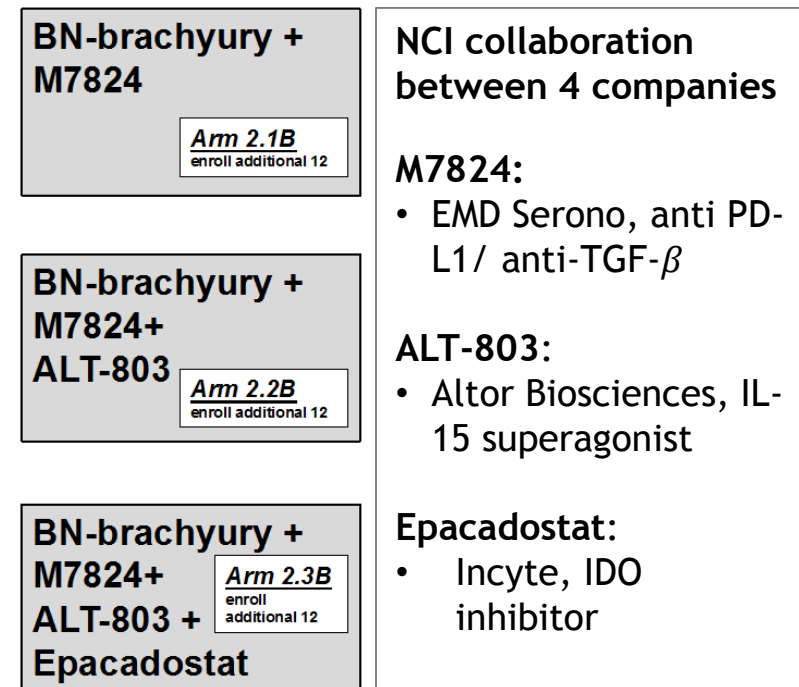 BN-brachyury +
M7824
Arm 2.1B
enroll additional 12
BN-brachyury +
M7824+
ALT-803
Arm 2.2B
enroll additional 12
BN-brachyury +
M7824+
ALT-803 +
Epacadostat
Arm 2.3B
enroll
additional 12
NCI collaboration
between 4 companies
M7824:
• EMD Serono, anti PD-
L1/ anti-TGF-𝛽
ALT-803:
• Altor Biosciences, IL-
15 superagonist
Epacadostat:
• Incyte, IDO
inhibitor